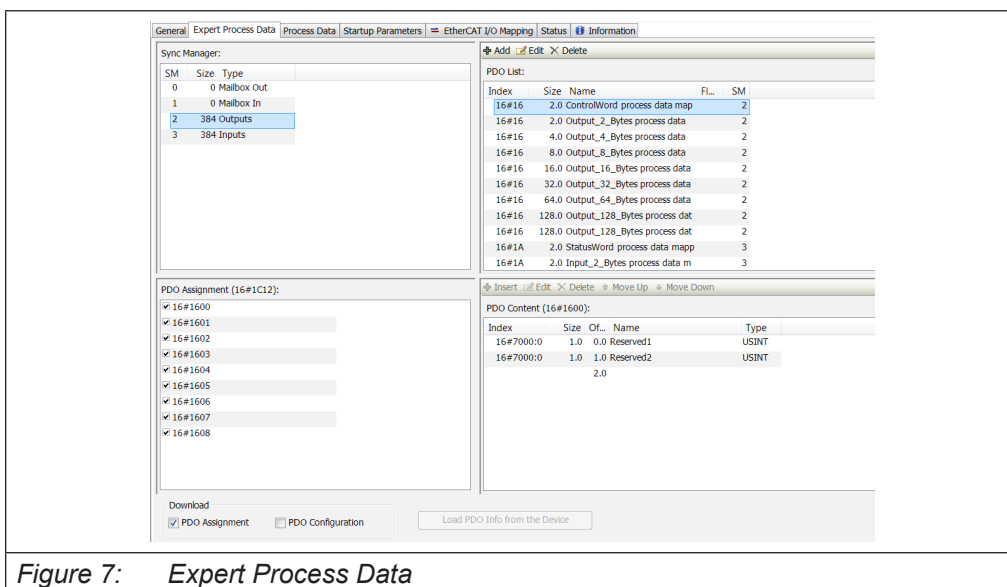 General Expert Process Data Process Data Startup Parameters EtherCAT I/O Mapping Status Information
Sync Manager:
SM Size Type
0 0 Mailbox Out
1 0 Mailbox In
2 384 Outputs
3 384 Inputs
Add Edit Delete
PDO List:
Index Size Name Fl... SM
16#16 2.0 ControlWord process data map 2
16#16 2.0 Output_2_Bytes process data 2
16#16 4.0 Output_4_Bytes process data 2
16#16 8.0 Output_8_Bytes process data 2
16#16 16.0 Output_16_Bytes process data 2
16#16 32.0 Output_32_Bytes process data 2
16#16 64.0 Output_64_Bytes process data 2
16#16 128.0 Output_128_Bytes process dat 2
16#16 128.0 Output_128_Bytes process dat 2
16#1A 2.0 StatusWord process data mapp 3
16#1A 2.0 Input_2_Bytes process data m 3
PDO Assignment (16#1C12):
16#1600
16#1601
16#1602
16#1603
16#1604
16#1605
16#1606
16#1607
16#1608
Insert Edit Delete Move Up Move Down
PDO Content (16#1600):
Index Size Of... Name Type
16#7000:0 1.0 0.0 Reserved1 USINT
16#7000:0 1.0 1.0 Reserved2 USINT
2.0
Download
PDO Assignment PDO Configuration Load PDO Info from the Device
Figure 7: Expert Process Data